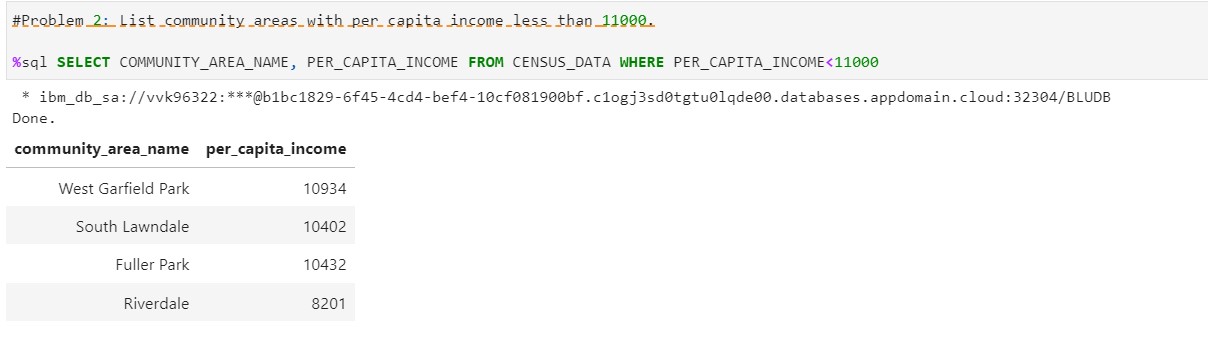 #Problem 2: List community areas with per capita income less than 11000.
%sql SELECT COMMUNITY_AREA_NAME, PER_CAPITA_INCOME FROM CENSUS_DATA WHERE PER_CAPITA_INCOME<11000
* ibm_db_sa://vvk96322:***@b1bc1829-6f45-4cd4-bef4-10cf081900bf.c1ogj3sd0tgtu0lqde00.databases.appdomain.cloud:32304/BLUDB
Done.
community_area_name per_capita_income
West Garfield Park 10934
South Lawndale 10402
Fuller Park 10432
Riverdale 8201